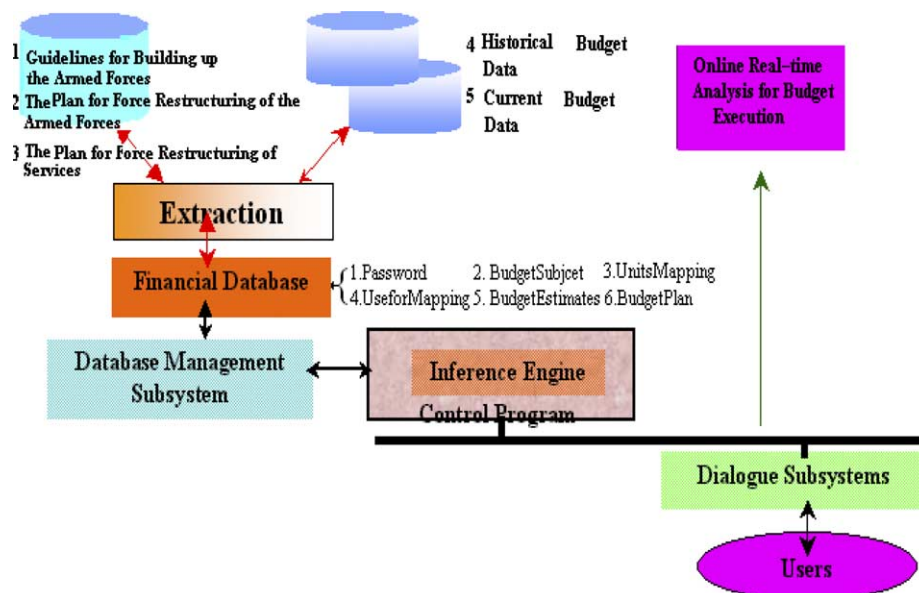 1 Guidelines for Building up
the Armed Forces
2 The Plan for Force Restructuring of the
Armed Forces
3 The Plan for Force Restructuring of
Services
4 Historical Budget
Data
5 Current Budget
Data
Online Real-time
Analysis for Budget
Execution
Extraction
Financial Database
1.Password 2. BudgetSubjcet 3.UnitsMapping
4.UseforMapping 5. BudgetEstimates 6.BudgetPlan
Database Management
Subsystem
Inference Engine
Control Program
Dialogue Subsystems
Users